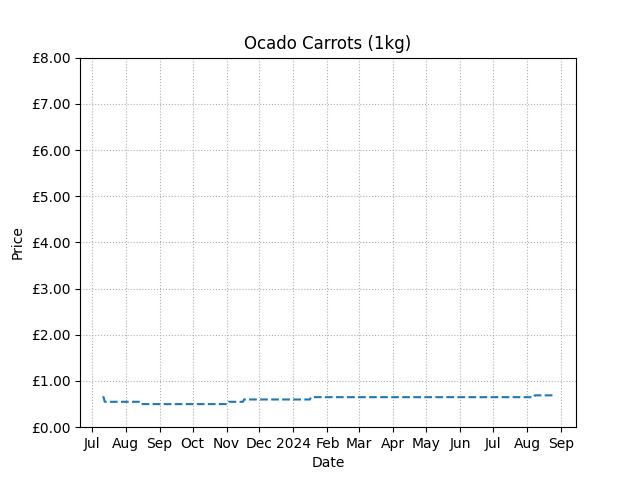 Ocado Carrots (1kg)
£8.00
£7.00
£6.00
£5.00
£4.00
£3.00
£2.00
£1.00
£0.00
Price
Jul Aug Sep Oct Nov Dec 2024 Feb Mar Apr May Jun Jul Aug Sep
Date